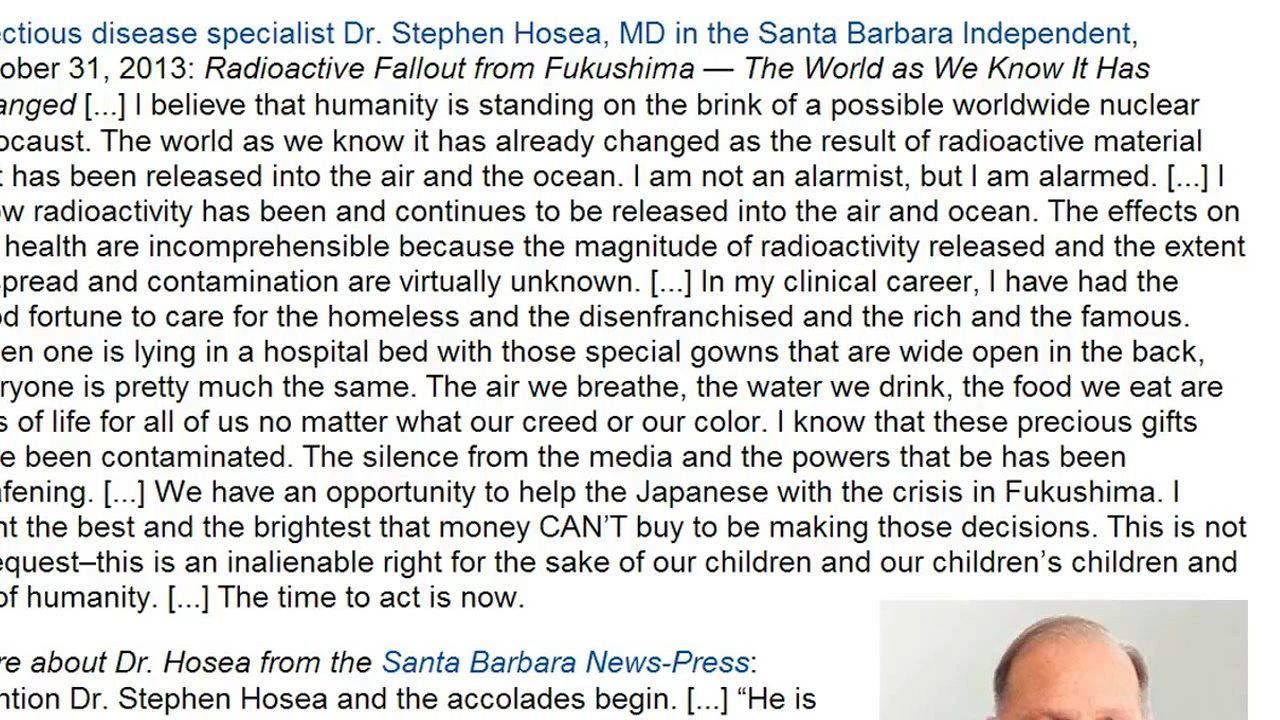 ectious disease specialist Dr. Stephen Hosea, MD in the Santa Barbara Independent,
ober 31, 2013: Radioactive Fallout from Fukushima — The World as We Know It Has
anged [...] I believe that humanity is standing on the brink of a possible worldwide nuclear
ocaust. The world as we know it has already changed as the result of radioactive material
t has been released into the air and the ocean. I am not an alarmist, but I am alarmed. [...] I
ow radioactivity has been and continues to be released into the air and ocean. The effects on
health are incomprehensible because the magnitude of radioactivity released and the extent
spread and contamination are virtually unknown. [...] In my clinical career, I have had the
od fortune to care for the homeless and the disenfranchised and the rich and the famous.
en one is lying in a hospital bed with those special gowns that are wide open in the back,
ryone is pretty much the same. The air we breathe, the water we drink, the food we eat are
s of life for all of us no matter what our creed or our color. I know that these precious gifts
e been contaminated. The silence from the media and the powers that be has been
afening. [...] We have an opportunity to help the Japanese with the crisis in Fukushima. I
nt the best and the brightest that money CAN’T buy to be making those decisions. This is not
equest–this is an inalienable right for the sake of our children and our children’s children and
of humanity. [...] The time to act is now.
re about Dr. Hosea from the Santa Barbara News-Press:
ntion Dr. Stephen Hosea and the accolades begin. [...] “He is